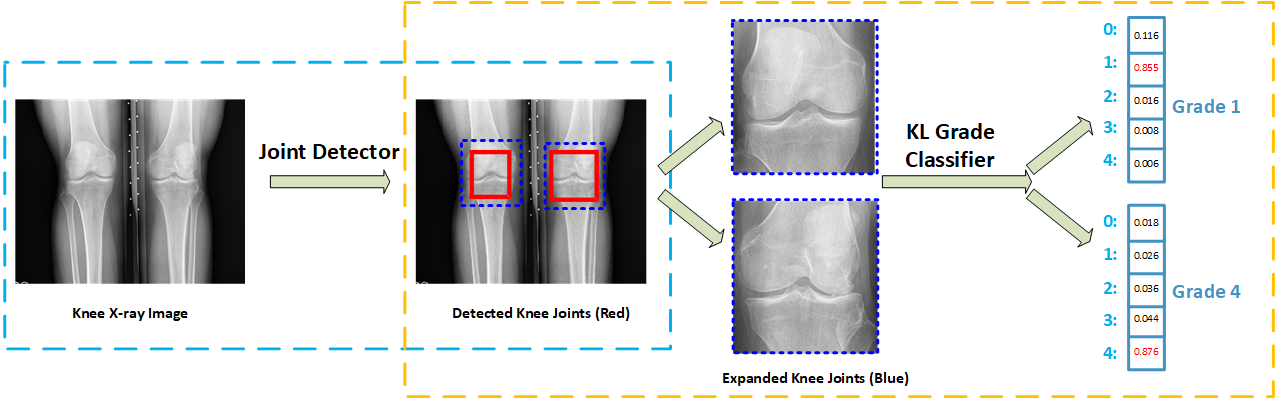 Joint Detector
Knee X-ray Image
Detected Knee Joints (Red)
Expanded Knee Joints (Blue)
KL Grade
Classifier
0: 0.116
1: 0.855
2: 0.016
3: 0.008
4: 0.006
Grade 1
0: 0.018
1: 0.026
2: 0.036
3: 0.044
4: 0.876
Grade 4